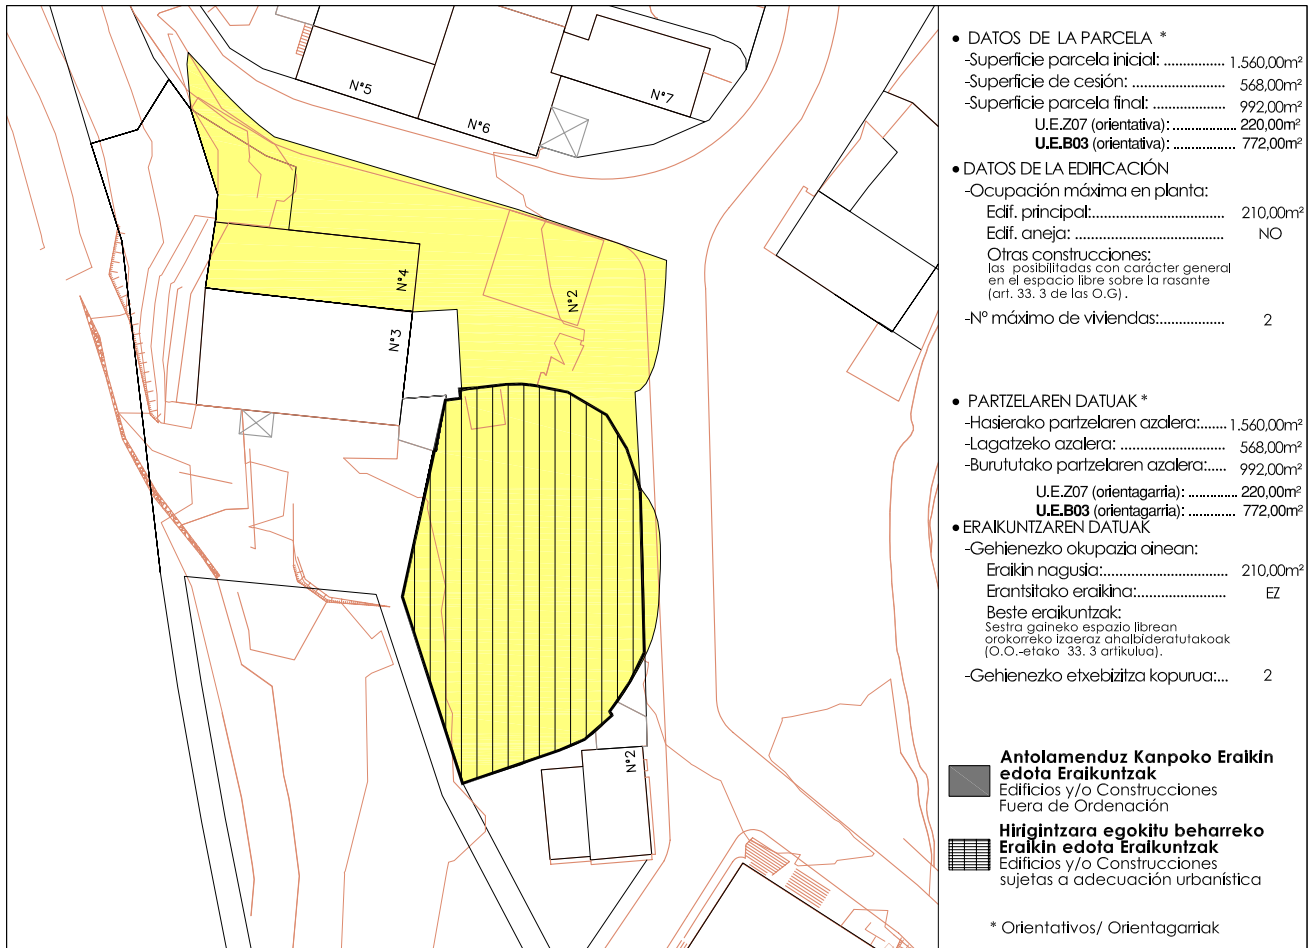 N°5
N°6
N°7
N°4
N°3
N°2
N°2
• DATOS DE LA PARCELA *
-Superficie parcela inicial: ................ 1.560,00m²
-Superficie de cesión: .................... 568,00m²
-Superficie parcela final: ................. 992,00m²
U.E.Z07 (orientativa): ................ 220,00m²
U.E.B03 (orientativa): ................ 772,00m²
• DATOS DE LA EDIFICACIÓN
-Ocupación máxima en planta:
Edif. principal:............................. 210,00m²
Edif. aneja: ................................. NO
Otras construcciones:
las posibilitadas con carácter general
en el espacio libre sobre la rasante
(art. 33. 3 de las O.G) .
-Nº máximo de viviendas:................ 2
• PARTZELAREN DATUAK *
-Hasierako partzelaren azalera:...... 1.560,00m²
-Lagatzeko azalera: ....................... 568,00m²
-Burututako partzelaren azalera:..... 992,00m²
U.E.Z07 (orientagarria): ............ 220,00m²
U.E.B03 (orientagarria): ............ 772,00m²
• ERAIKUNTZAREN DATUAK
-Gehienezko okupazia oinean:
Eraikin nagusia:........................... 210,00m²
Erantsitako eraikina:................... EZ
Beste eraikuntzak:
Sestra gaineko espazio librean
orokorreko izaeraz ahalbideratutakoak
(O.O.-etako 33. 3 artikulua).
-Gehienezko etxebizitza kopurua:... 2
Antolamenduz Kanpoko Eraikin
edota Eraikuntzak
Edificios y/o Construcciones
Fuera de Ordenación
Hirigintzara egokitu beharreko
Eraikin edota Eraikuntzak
Edificios y/o Construcciones
sujetas a adecuación urbanística
* Orientativos/ Orientagarriak